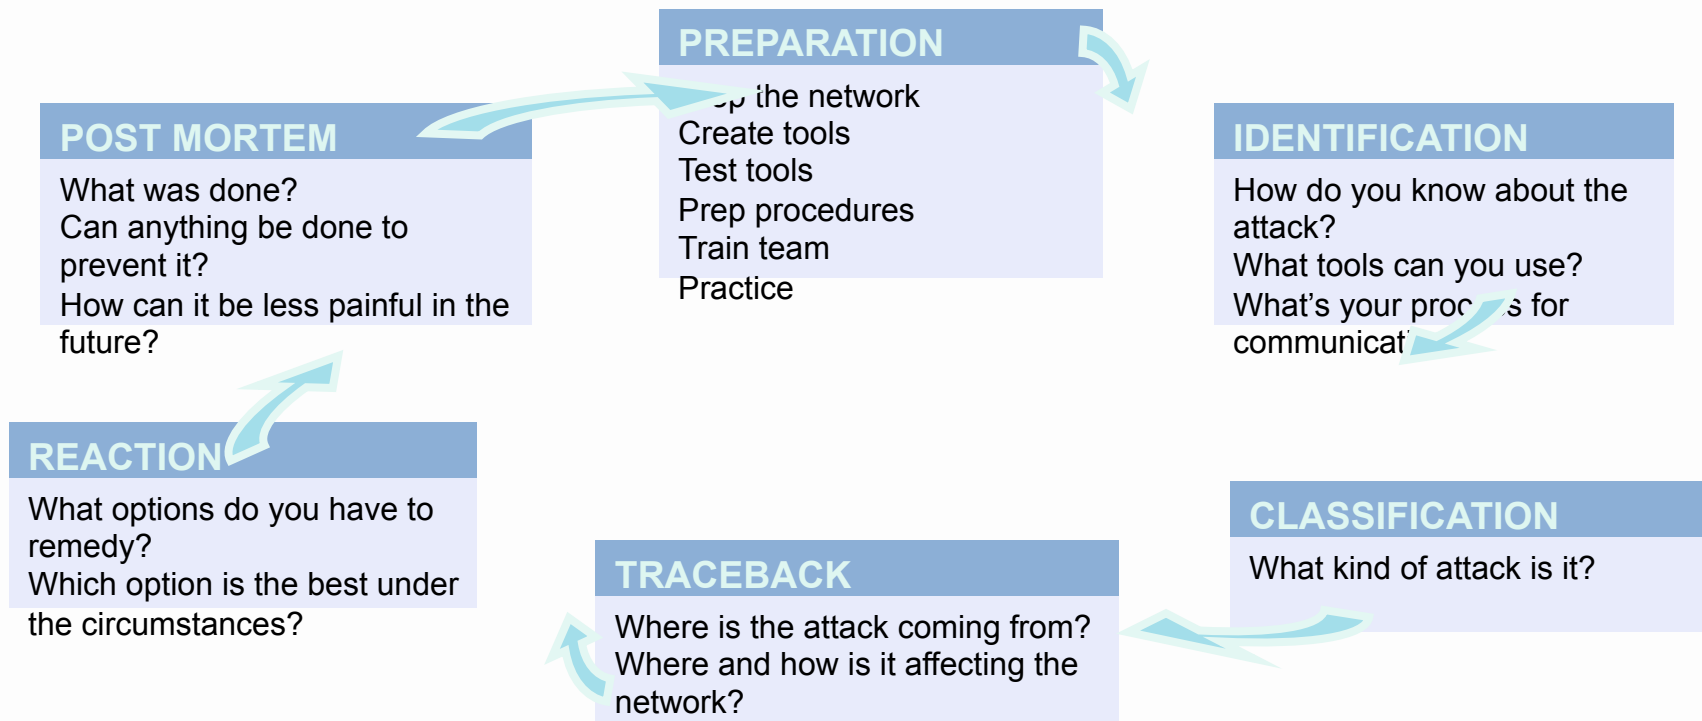 PREPARATION
the network
Create tools
Test tools
Prep procedures
Train team
Practice
IDENTIFICATION
How do you know about the
attack?
What tools can you use?
What’s your process for
CLASSIFICATION
What kind of attack is it?
TRACEBACK
Where is the attack coming from?
Where and how is it affecting the
network?
REACTION
What options do you have to
remedy?
Which option is the best under
the circumstances?
POST MORTEM
What was done?
Can anything be done to
prevent it?
How can it be less painful in the
future?